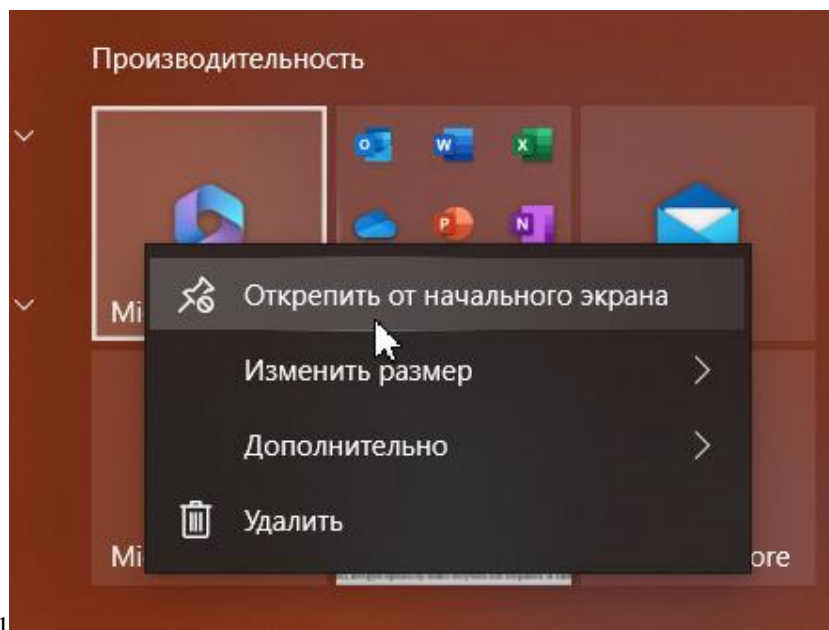 Производительность
O W X
P N
Mi
Открепить от начального экрана
Изменить размер
Дополнительно
Удалить
Mi ore
1